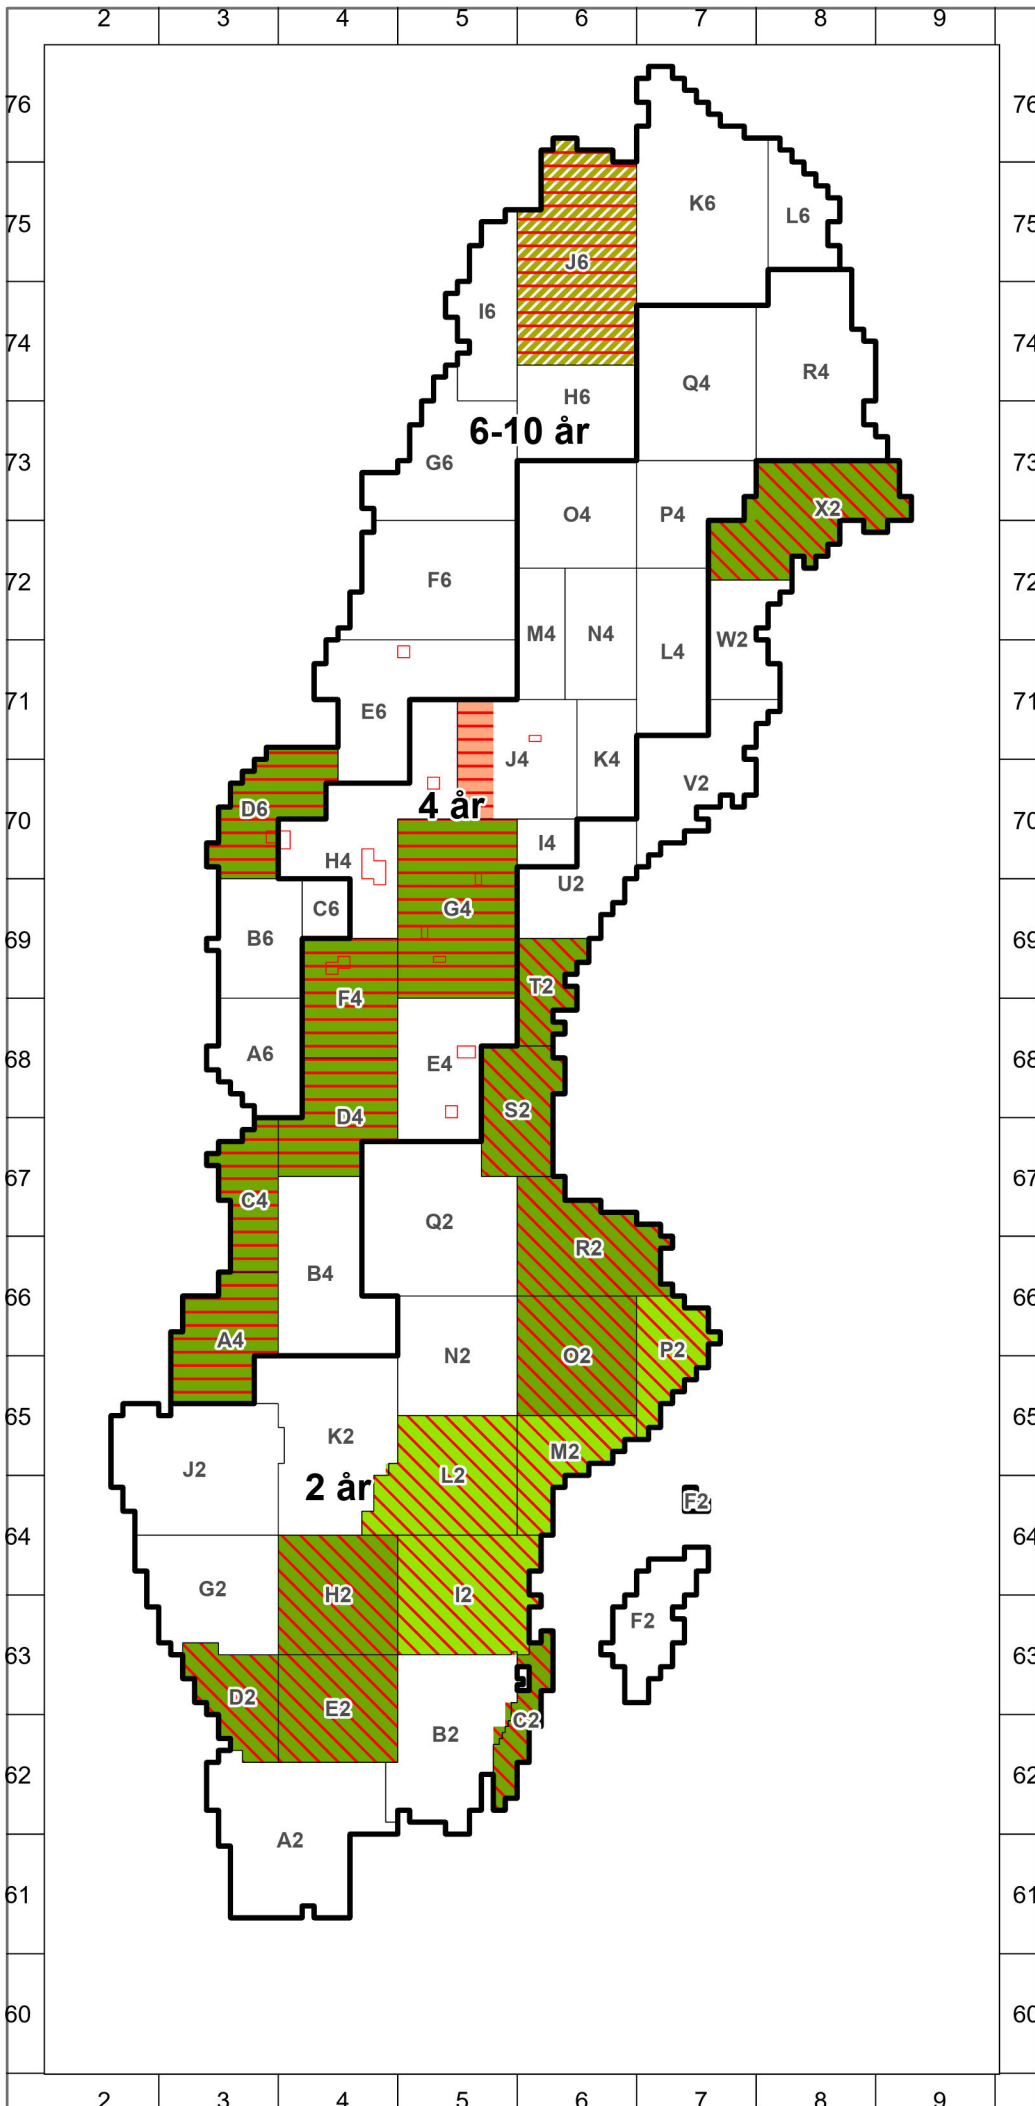 2 3 4 5 6 7 8 9
76 76
K6
L6
75 75
J6
I6
74 74
R4
Q4
H6
6-10 år
G6
73 73
X2
O4 P4
F6
72 72
M4 N4
W2
L4
71 71
E6
J4 K4
V2
D6
4 år
70 70
I4
H4
U2
C6 G4
B6
69 69
T2
F4
A6
E4
68 68
S2
D4
67 67
C4
Q2
R2
B4
66 66
A4
P2
N2 O2
65 65
K2
M2
J2
L2
2 år
F2
64 64
G2
H2 I2
F2
63 63
D2
E2
C2
B2
62 62
A2
61 61
60 60
2 3 4 5 6 7 8 9